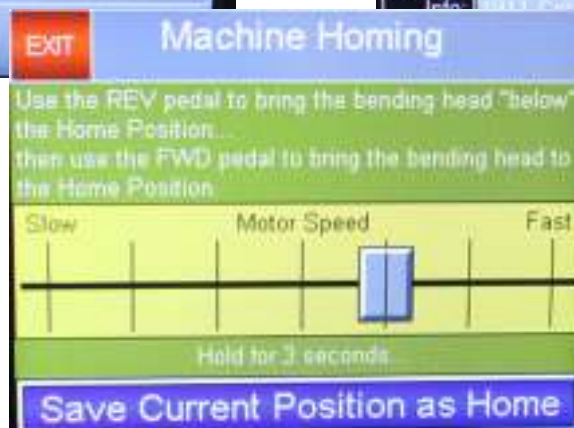 Info:
EXIT
Machine Homing
Use the REV pedal to bring the bending head "below"
the Home Position...
then use the FWD pedal to bring the bending head to
the Home Position
Slow Motor Speed Fast
Hold for 3 seconds
Save Current Position as Home